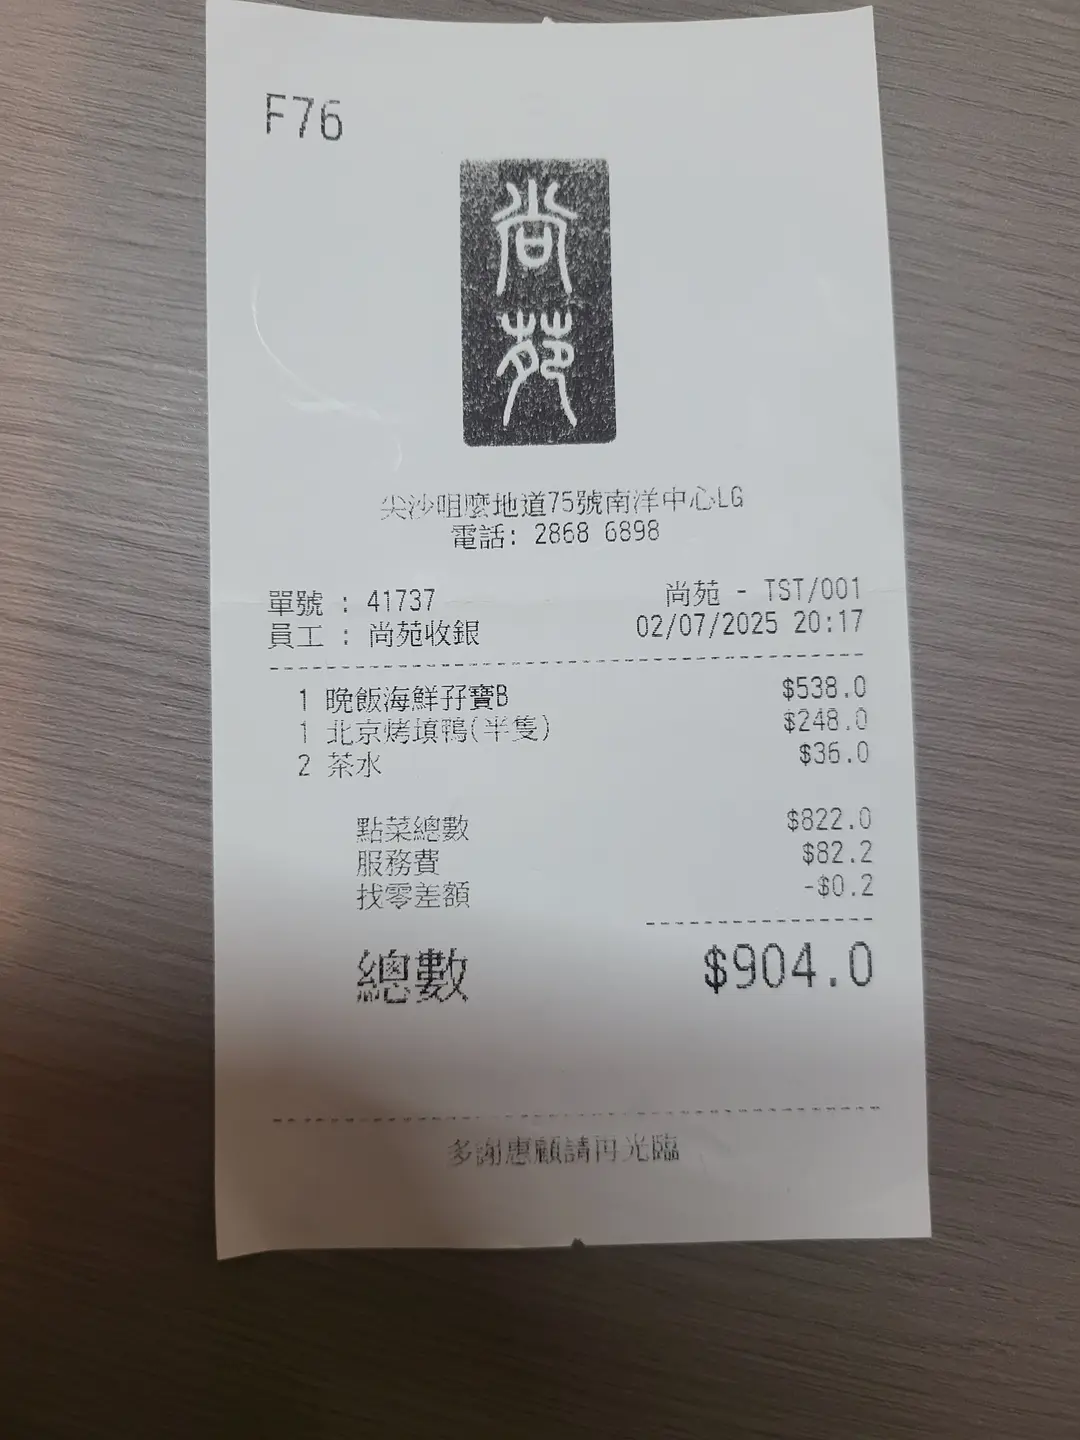 F76
尚苑
尖沙咀麼地道75號南洋中心LG
電話: 2868 6898
單號 : 41737 尚苑 - TST/001
員工 : 尚苑收銀 02/07/2025 20:17
1 晚飯海鮮孖寶B $538.0
1 北京烤填鴨(半隻) $248.0
2 茶水 $36.0
點菜總數 $822.0
服務費 $82.2
找零差額 -$0.2
總數 $904.0
多謝惠顧請再光臨